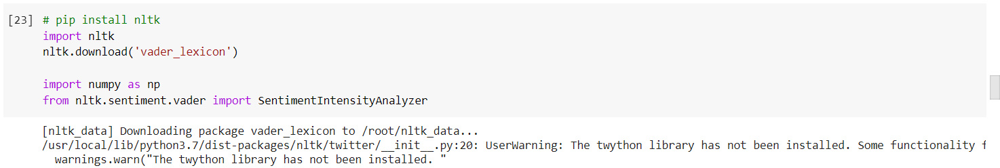 [23] # pip install nltk
import nltk
nltk.download('vader_lexicon')
import numpy as np
from nltk.sentiment.vader import SentimentIntensityAnalyzer
[nltk_data] Downloading package vader_lexicon to /root/nltk_data...
/usr/local/lib/python3.7/dist-packages/nltk/twitter/__init__.py:20: UserWarning: The twython library has not been installed. Some functionality f
warnings.warn("The twython library has not been installed. "